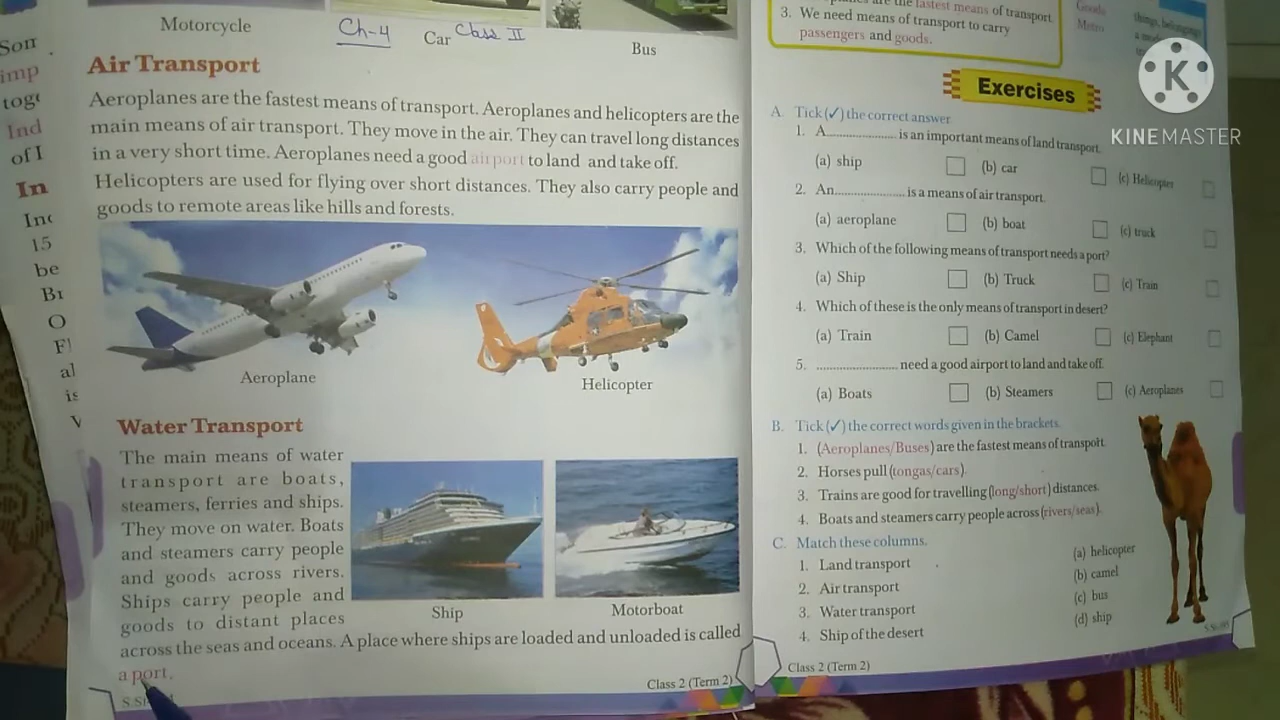 Motorcycle
Ch-4
Car
Class II
Bus
Air Transport
Aeroplanes are the fastest means of transport. Aeroplanes and helicopters are the
main means of air transport. They move in the air. They can travel long distances
in a very short time. Aeroplanes need a good airport to land and take off.
Helicopters are used for flying over short distances. They also carry people and
goods to remote areas like hills and forests.
Aeroplane
Helicopter
Water Transport
The main means of water
transport are boats,
steamers, ferries and ships.
They move on water. Boats
and steamers carry people
and goods across rivers.
Ships carry people and
goods to distant places
across the seas and oceans. A place where ships are loaded and unloaded is called
a port.
Ship
Motorboat
Class 2 (Term 2)
imp
Ind
of I
In
15
be
O
al
is
are the fastest means of transport
3. We need means of transport to carry
passengers and goods.
Goods
Metro
things, belongings
Exercises
A. Tick (✓) the correct answer
1. A.................... is an important means of land transport.
(a) ship (b) car (c) Helicopter
2. An.................... is a means of air transport.
(a) aeroplane (b) boat (c) truck
3. Which of the following means of transport needs a port?
(a) Ship (b) Truck (c) Train
4. Which of these is the only means of transport in desert?
(a) Train (b) Camel (c) Elephant
5. ........................ need a good airport to land and take off.
(a) Boats (b) Steamers (c) Aeroplanes
B. Tick (✓) the correct words given in the brackets.
1. (Aeroplanes/Buses) are the fastest means of transport.
2. Horses pull (tongas/cars).
3. Trains are good for travelling (long/short) distances.
4. Boats and steamers carry people across (rivers/seas).
C. Match these columns.
1. Land transport (a) helicopter
2. Air transport (b) camel
3. Water transport (c) bus
4. Ship of the desert (d) ship
Class 2 (Term 2)
K
KINEMASTER